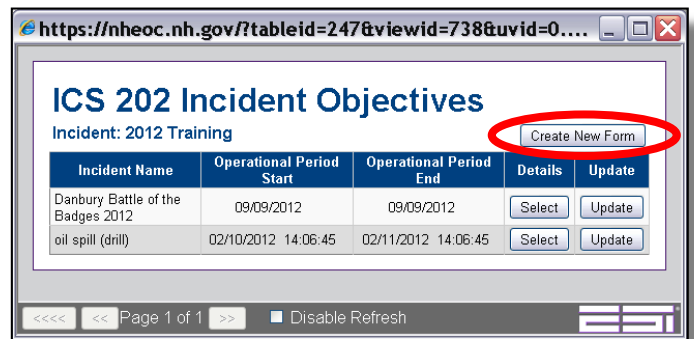 https://nheoc.nh.gov/?tableid=247&viewid=738&uvid=0....
ICS 202 Incident Objectives
Incident: 2012 Training
Create New Form
Incident Name Operational Period Start Operational Period End Details Update
Danbury Battle of the Badges 2012 09/09/2012 09/09/2012 Select Update
oil spill (drill) 02/10/2012 14:06:45 02/11/2012 14:06:45 Select Update
<<<< << Page 1 of 1 >> Disable Refresh ESi